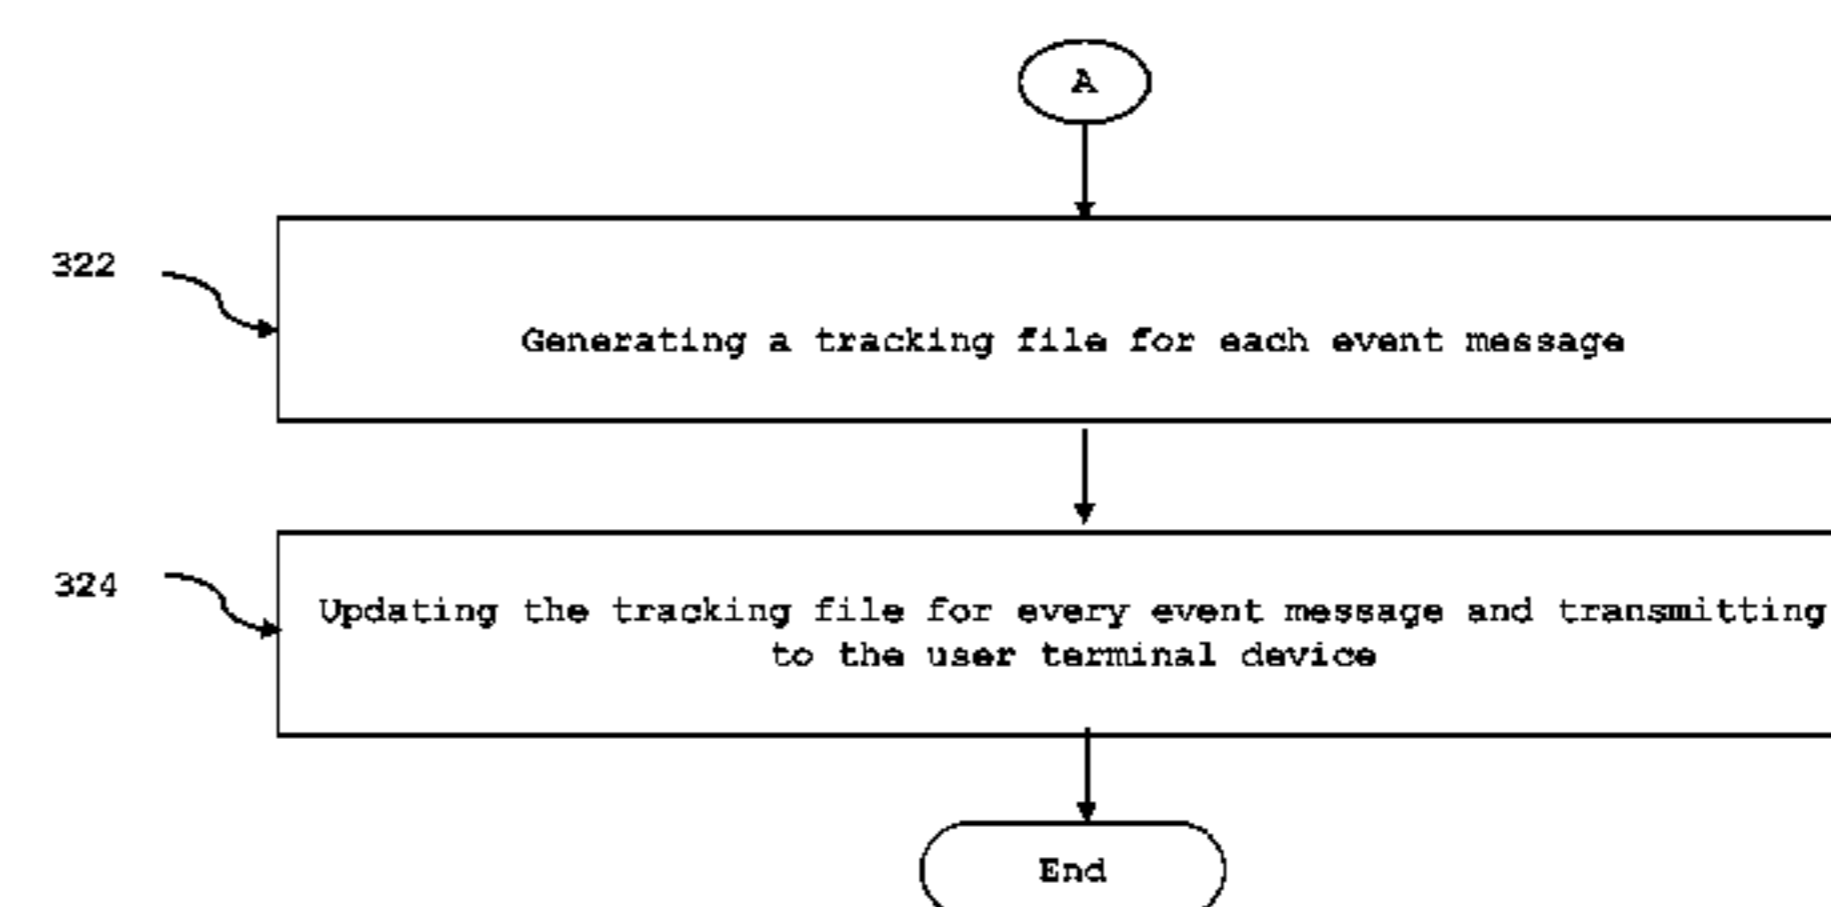 A
322
Generating a tracking file for each event message
324
Updating the tracking file for every event message and transmitting
to the user terminal device
End